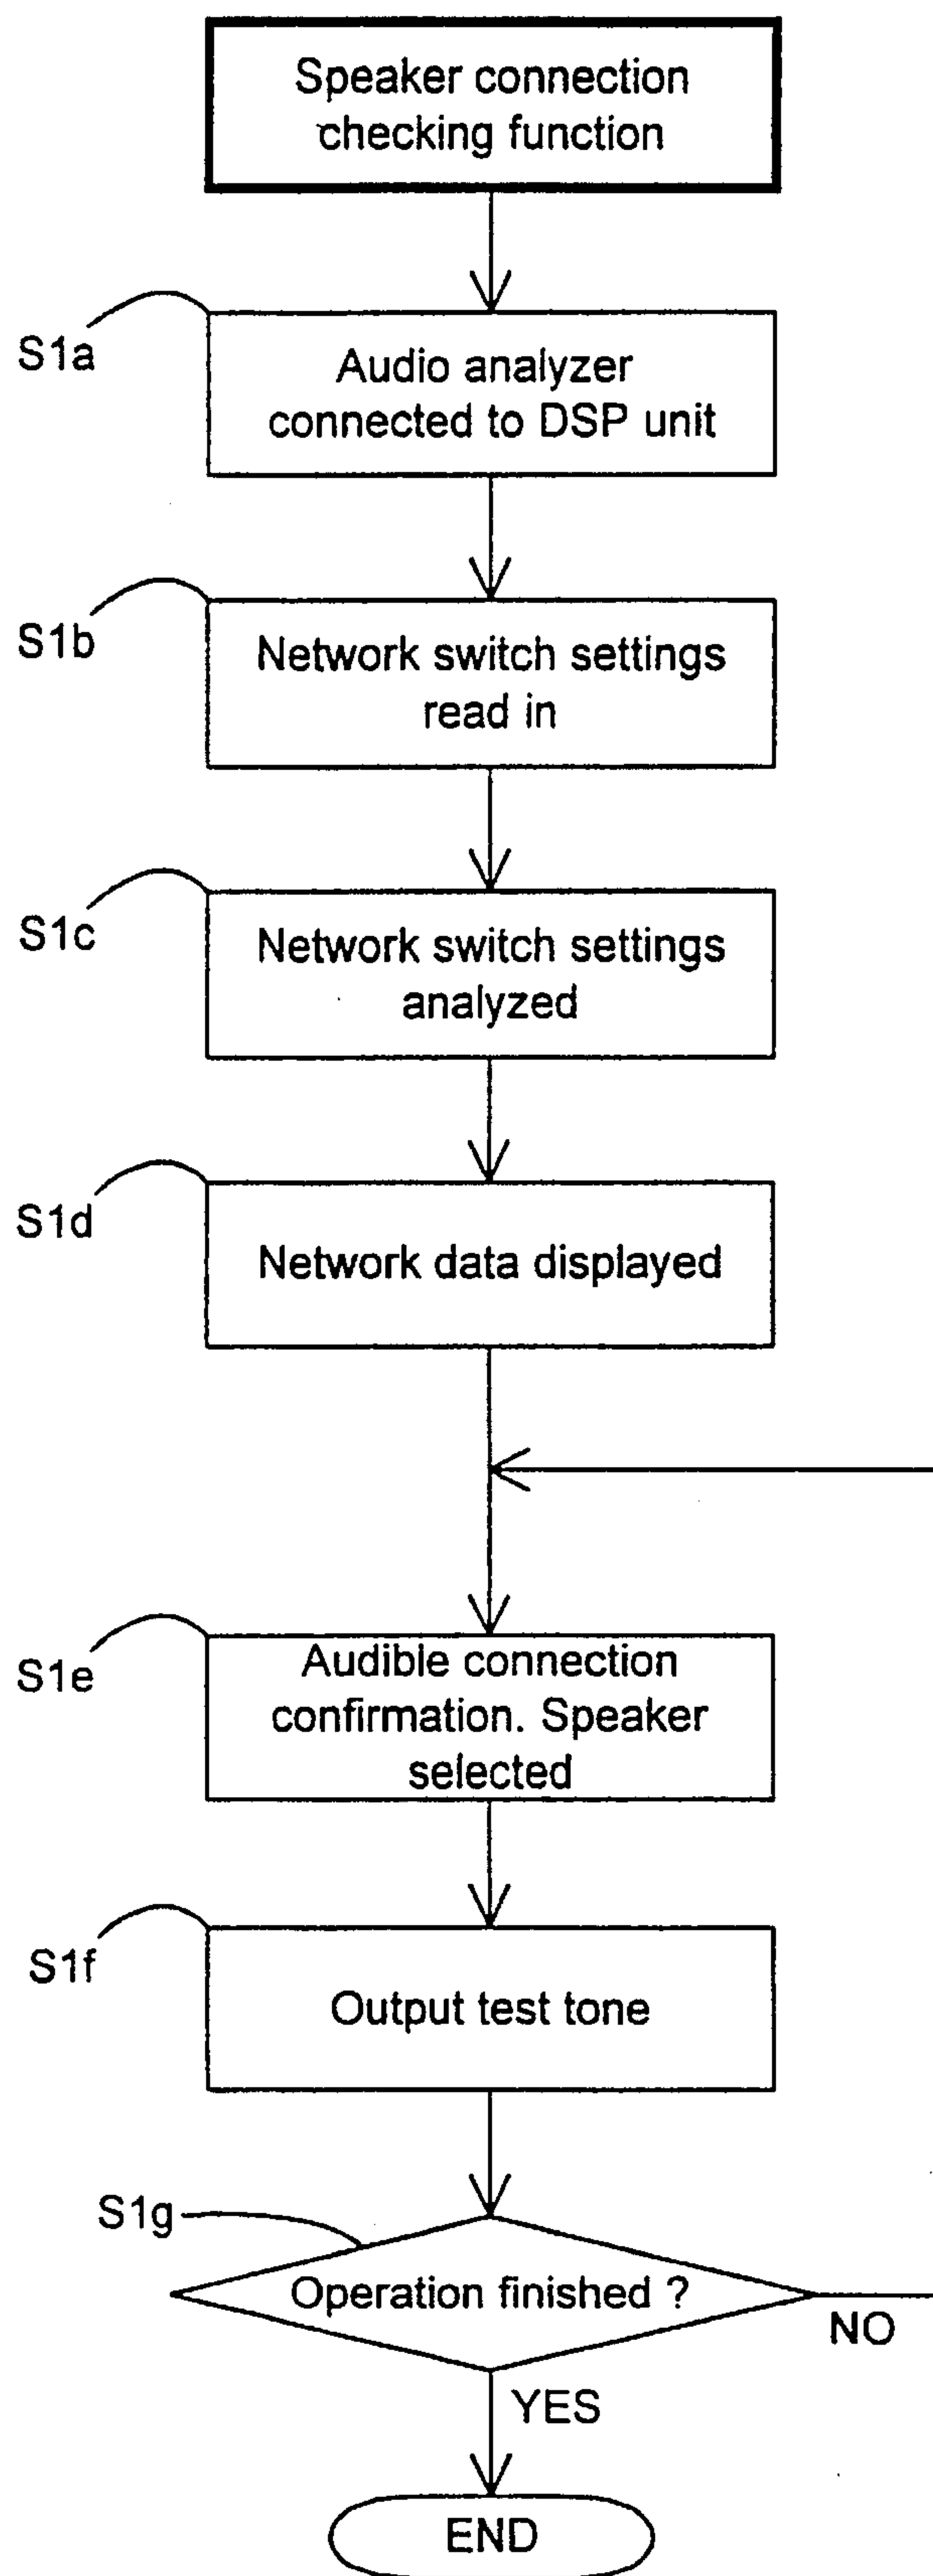 Speaker connection
checking function
S1a
Audio analyzer
connected to DSP unit
S1b
Network switch settings
read in
S1c
Network switch settings
analyzed
S1d
Network data displayed
S1e
Audible connection
confirmation. Speaker
selected
S1f
Output test tone
S1g
Operation finished ?
NO
YES
END